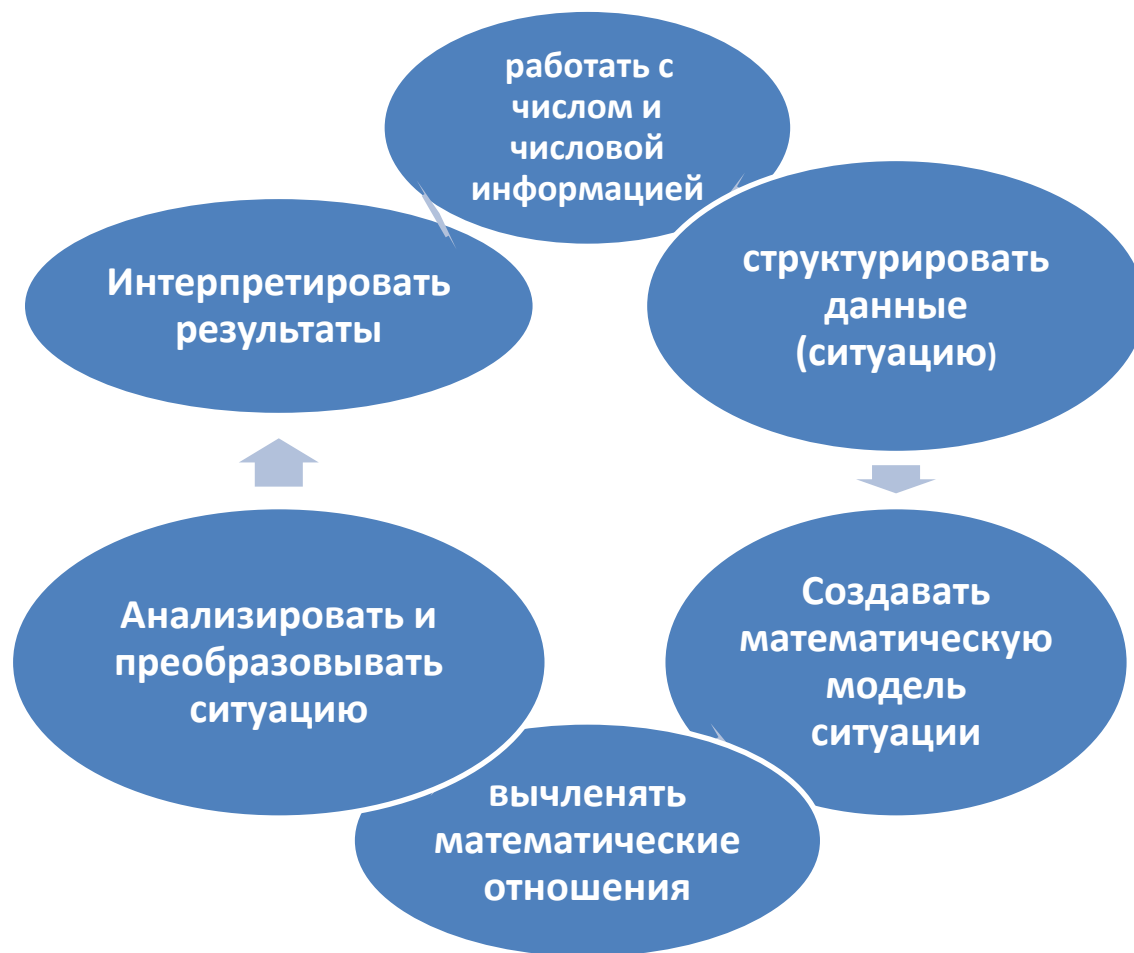 работать с
числом и
числовой
информацией
структурировать
данные
(ситуацию)
Создавать
математическую
модель
ситуации
вычленять
математические
отношения
Анализировать и
преобразовывать
ситуацию
Интерпретировать
результаты